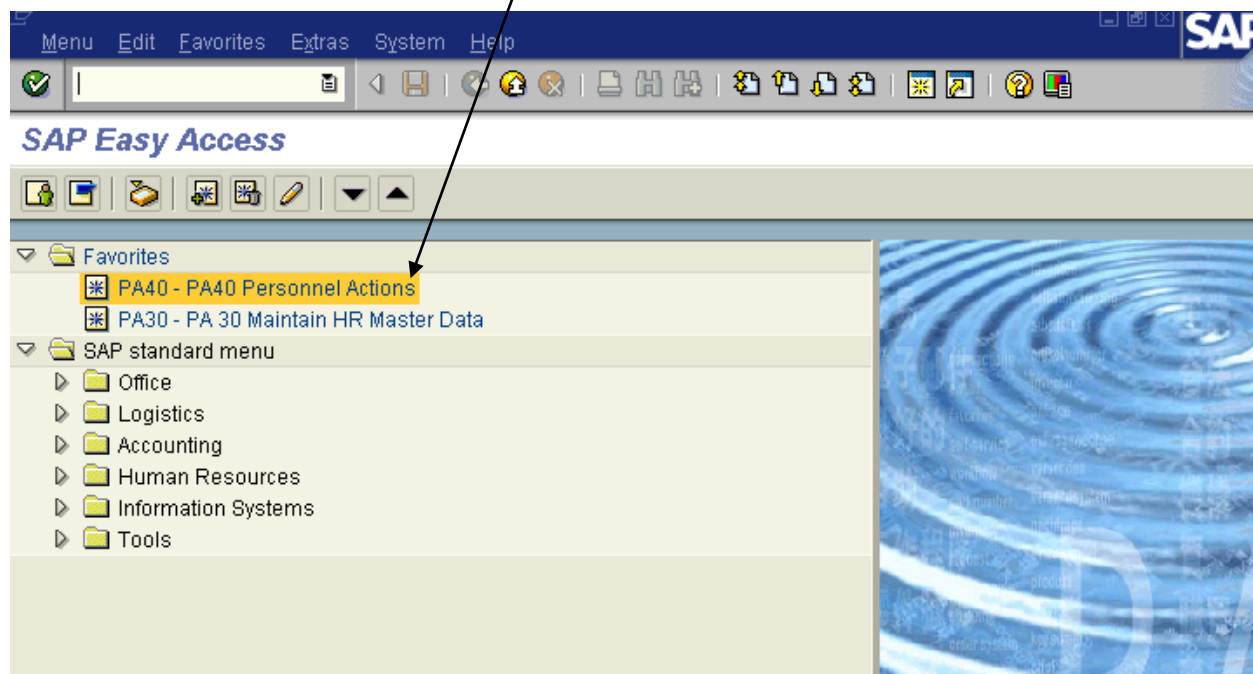 SAP
Menu Edit Favorites Extras System Help
SAP Easy Access
Favorites
PA40 - PA40 Personnel Actions
PA30 - PA 30 Maintain HR Master Data
SAP standard menu
Office
Logistics
Accounting
Human Resources
Information Systems
Tools